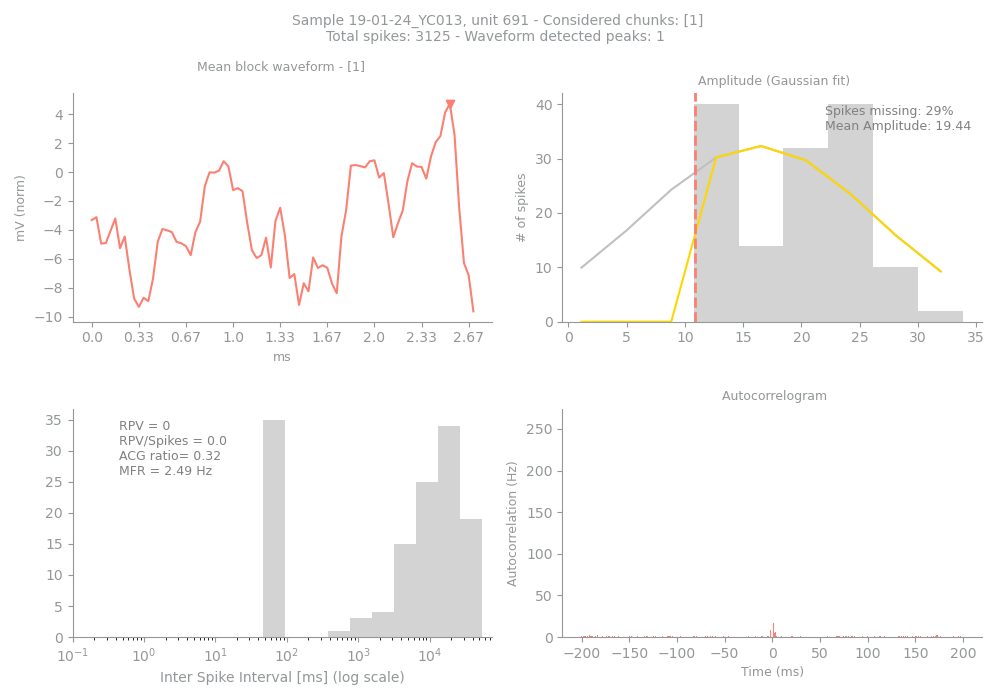 Sample 19-01-24_YC013, unit 691 - Considered chunks: [1]
Total spikes: 3125 - Waveform detected peaks: 1
Mean block waveform - [1]
mV (norm)
4
2
0
−2
−4
−6
−8
−10
0.0 0.33 0.67 1.0 1.33 1.67 2.0 2.33 2.67
ms
Amplitude (Gaussian fit)
Spikes missing: 29%
Mean Amplitude: 19.44
# of spikes
40
30
20
10
0
0 5 10 15 20 25 30 35
RPV = 0
RPV/Spikes = 0.0
ACG ratio= 0.32
MFR = 2.49 Hz
35
30
25
20
15
10
5
0
10⁻¹ 10⁰ 10¹ 10² 10³ 10⁴
Inter Spike Interval [ms] (log scale)
Autocorrelogram
Autocorrelation (Hz)
250
200
150
100
50
0
−200 −150 −100 −50 0 50 100 150 200
Time (ms)